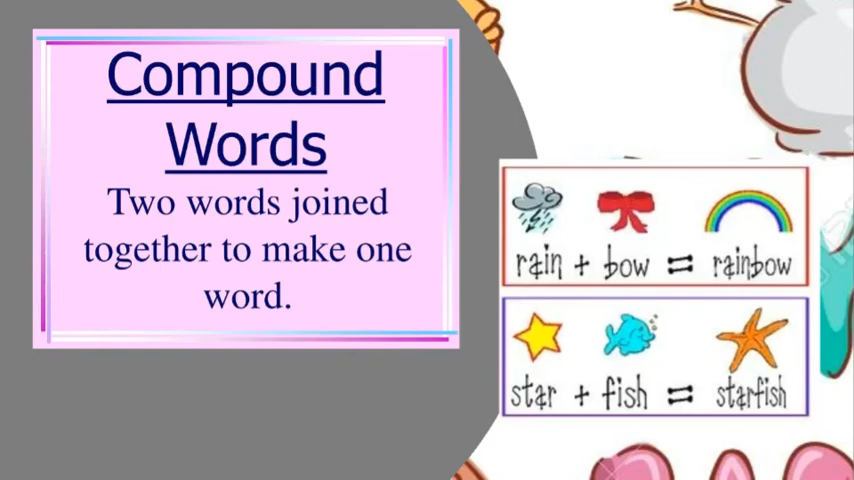 Compound
Words
Two words joined
together to make one
word.
rain + bow = rainbow
star + fish = starfish